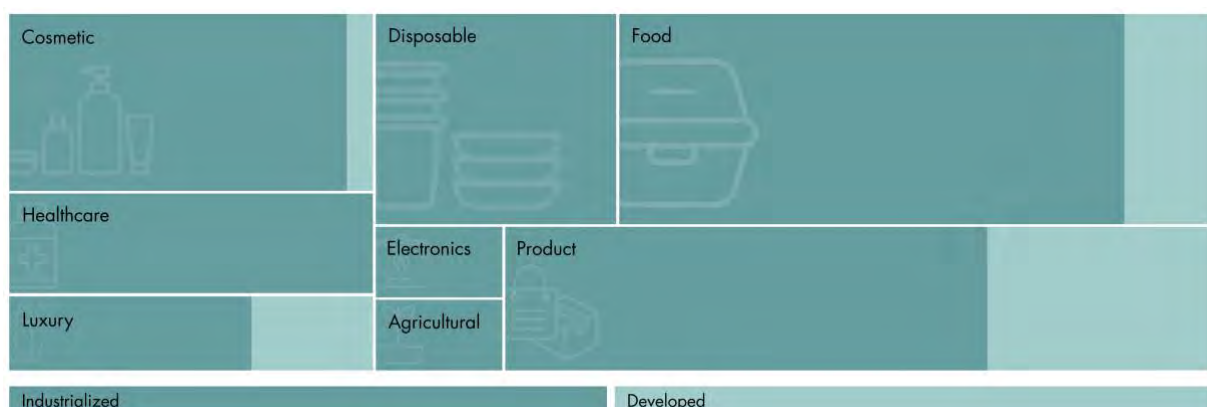 Cosmetic
Disposable
Food
Healthcare
Electronics
Product
Luxury
Agricultural
Industrialized
Developed